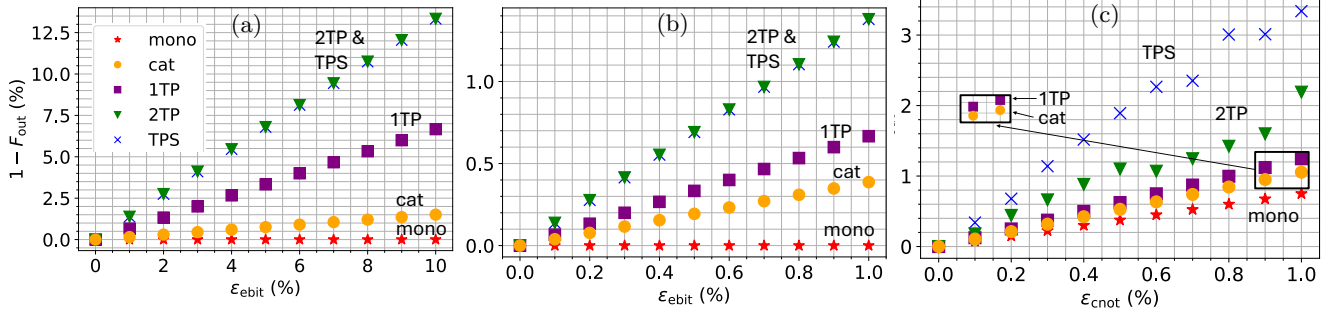 (a)
1 − F_out (%)
12.5
10.0
7.5
5.0
2.5
0.0
mono
cat
1TP
2TP
TPS
2TP &
TPS
1TP
cat
mono
0 2 4 6 8 10
ε_ebit (%)
(b)
1.0
0.5
0.0
2TP &
TPS
1TP
cat
mono
0.0 0.2 0.4 0.6 0.8 1.0
ε_ebit (%)
(c)
3
2
1
0
TPS
1TP
cat
2TP
mono
0.0 0.2 0.4 0.6 0.8 1.0
ε_cnot (%)